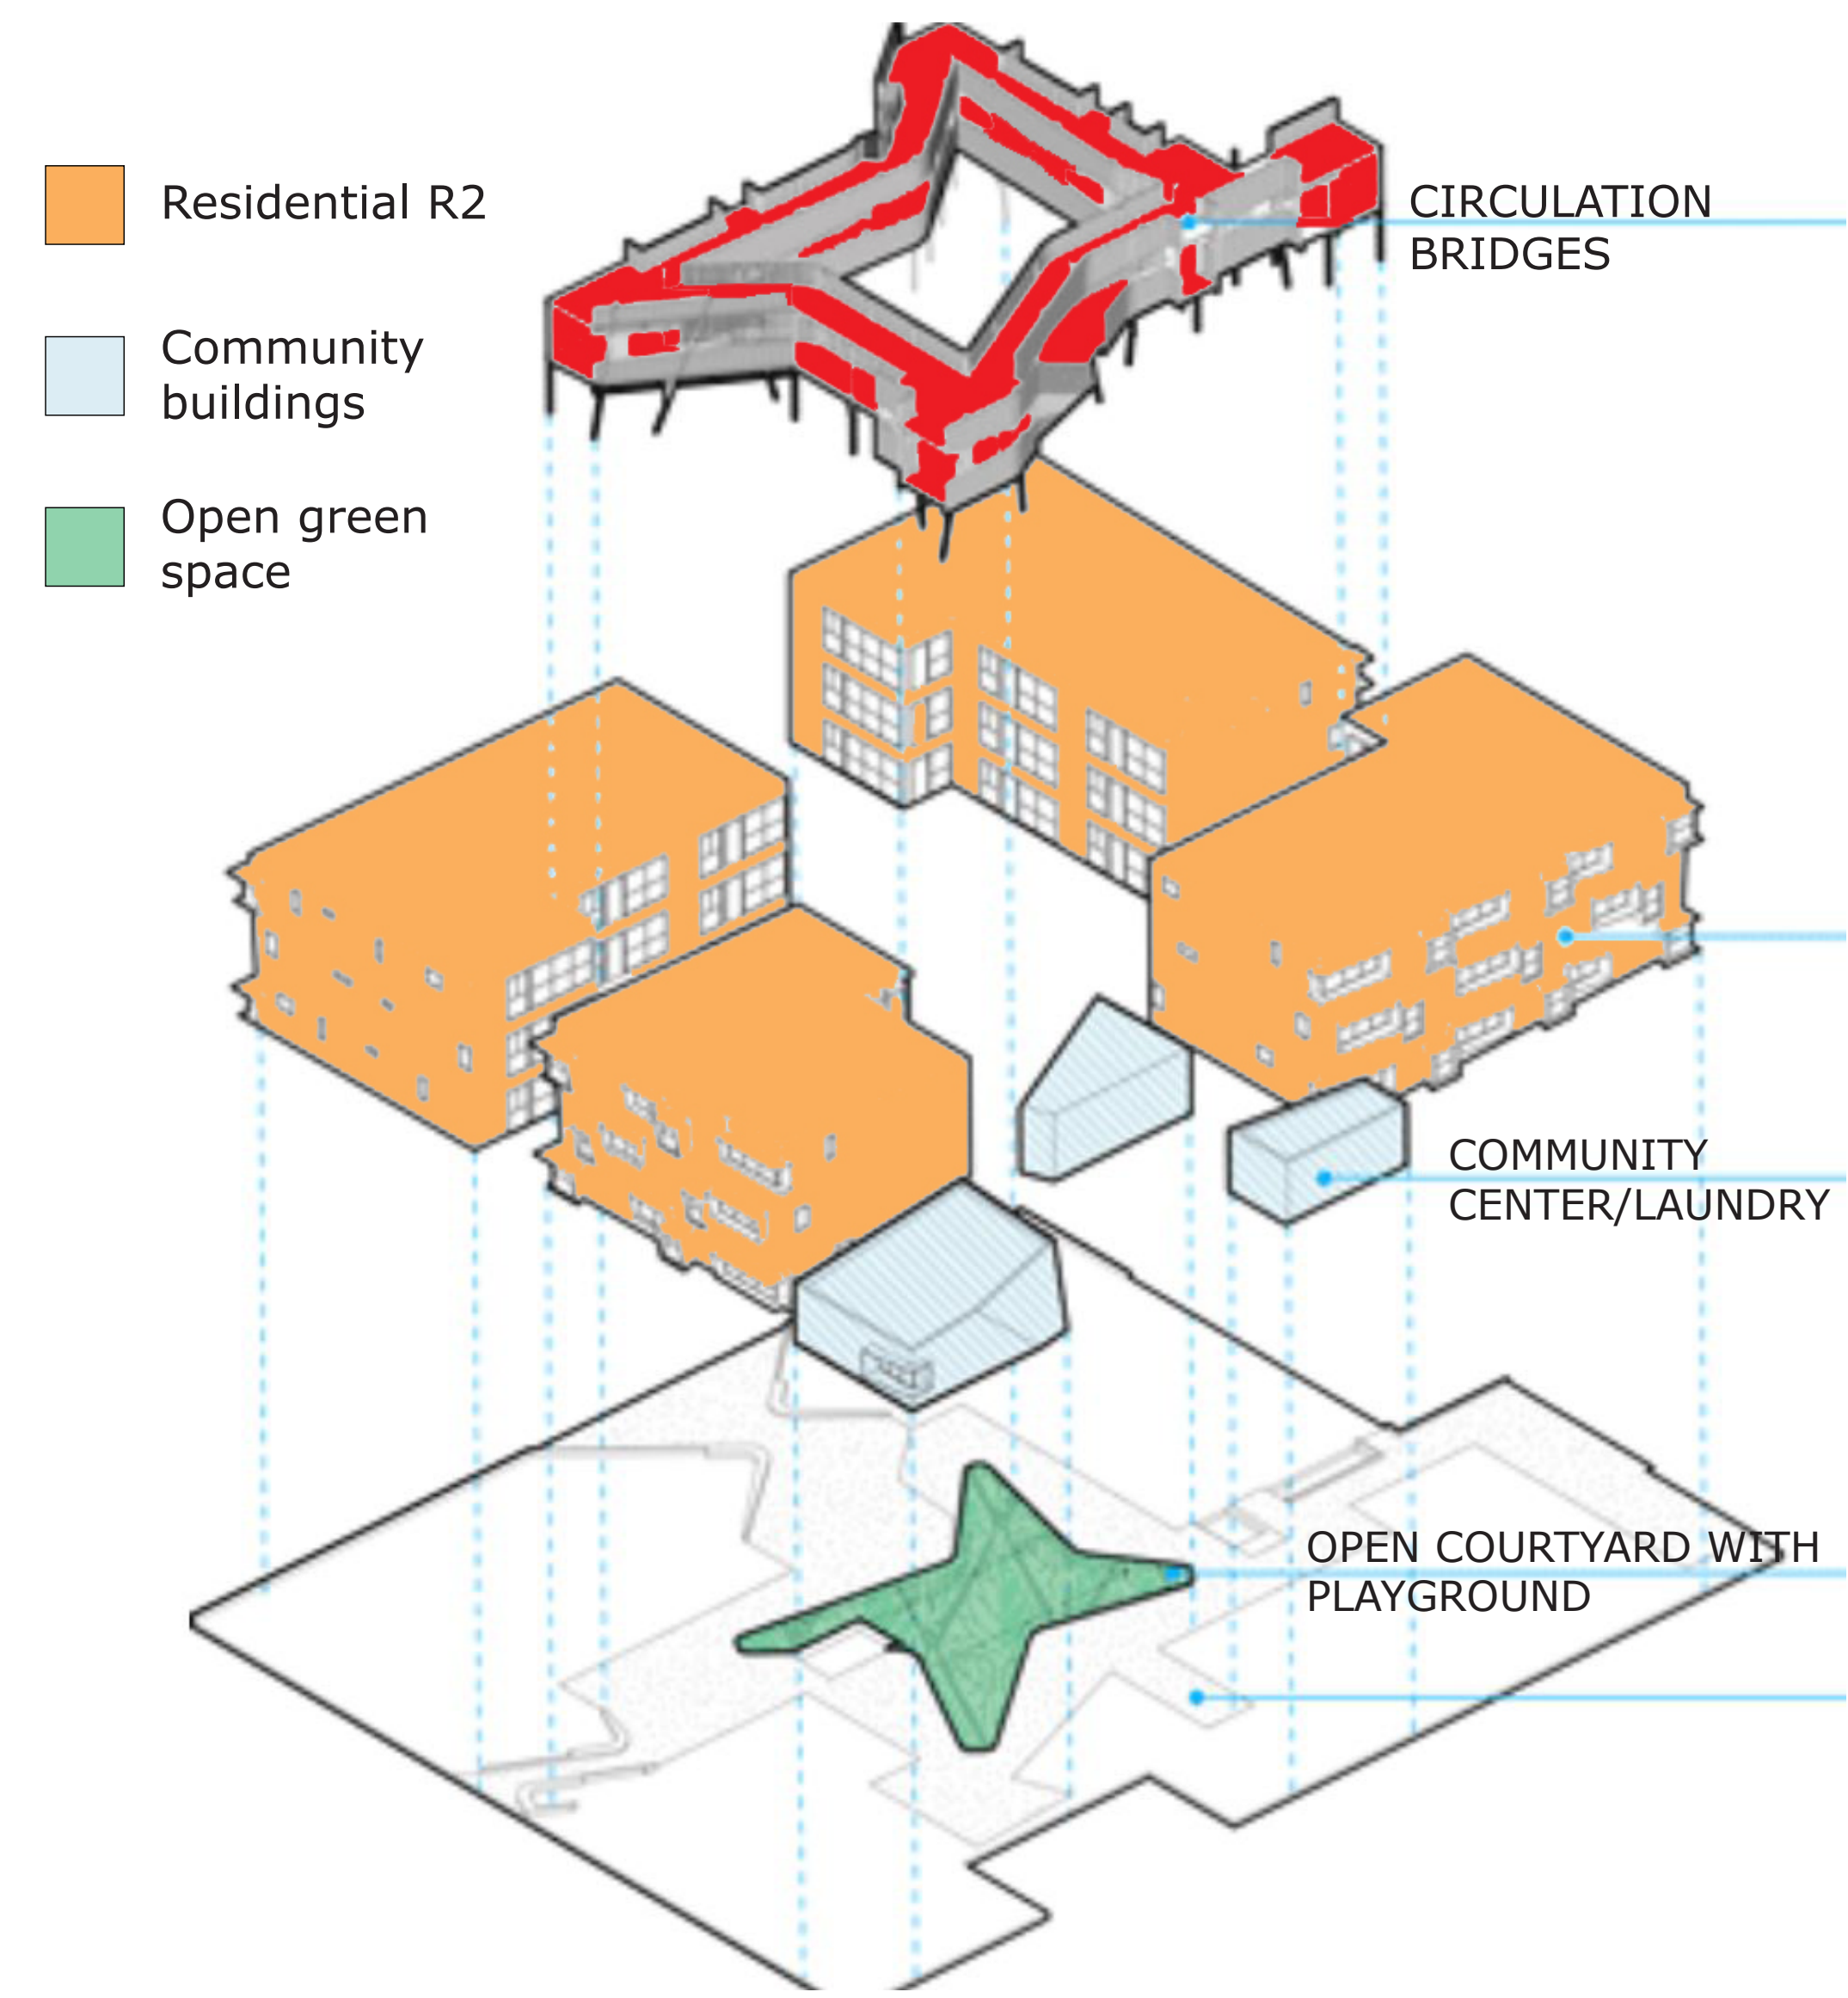 Residential R2
Community
buildings
Open green
space
CIRCULATION
BRIDGES
COMMUNITY
CENTER/LAUNDRY
OPEN COURTYARD WITH
PLAYGROUND